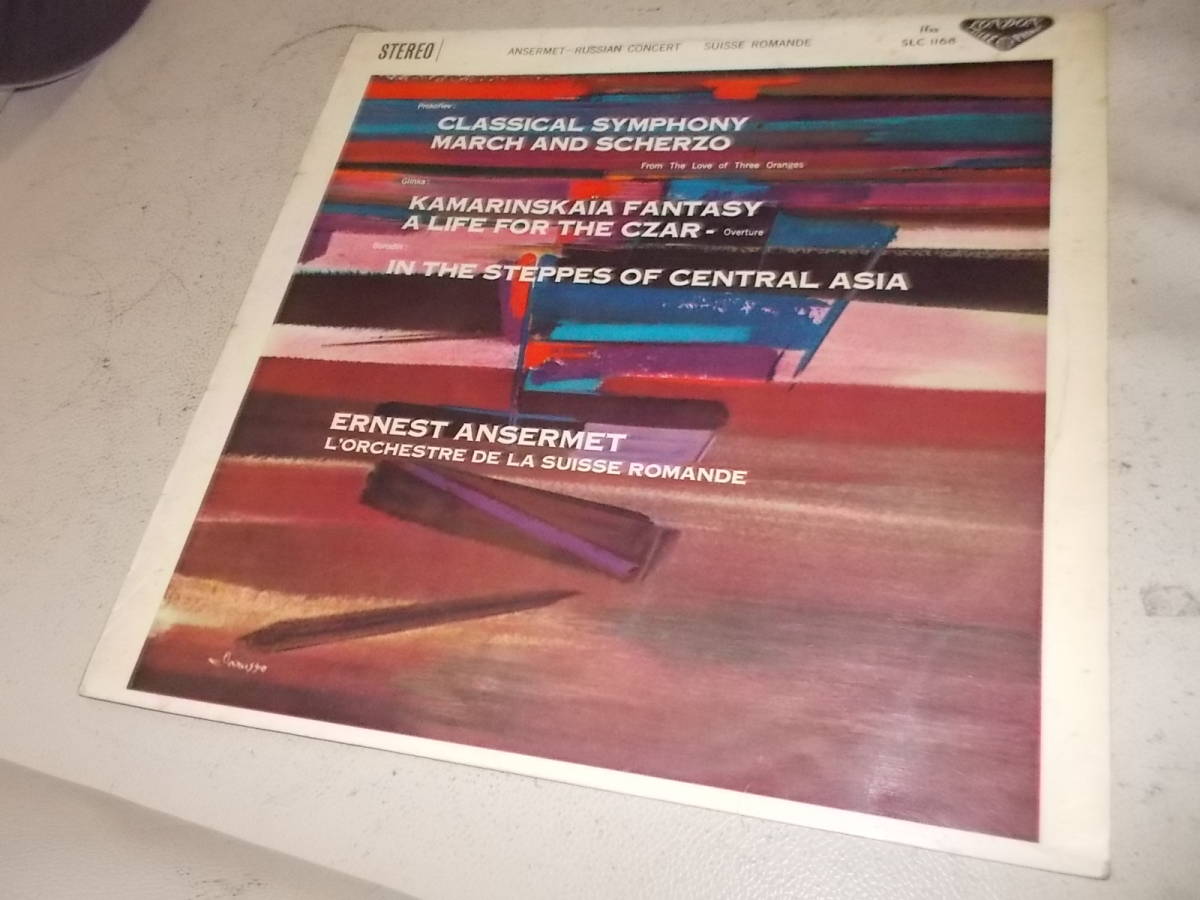 STEREO
ANSERMET—RUSSIAN CONCERT SUISSE ROMANDE
ffss
SLC 1168
LONDON
Prokofiev:
CLASSICAL SYMPHONY
MARCH AND SCHERZO
From The Love of Three Oranges
Glinka:
KAMARINSKAÏA FANTASY
A LIFE FOR THE CZAR - Overture
Borodin:
IN THE STEPPES OF CENTRAL ASIA
ERNEST ANSERMET
L'ORCHESTRE DE LA SUISSE ROMANDE